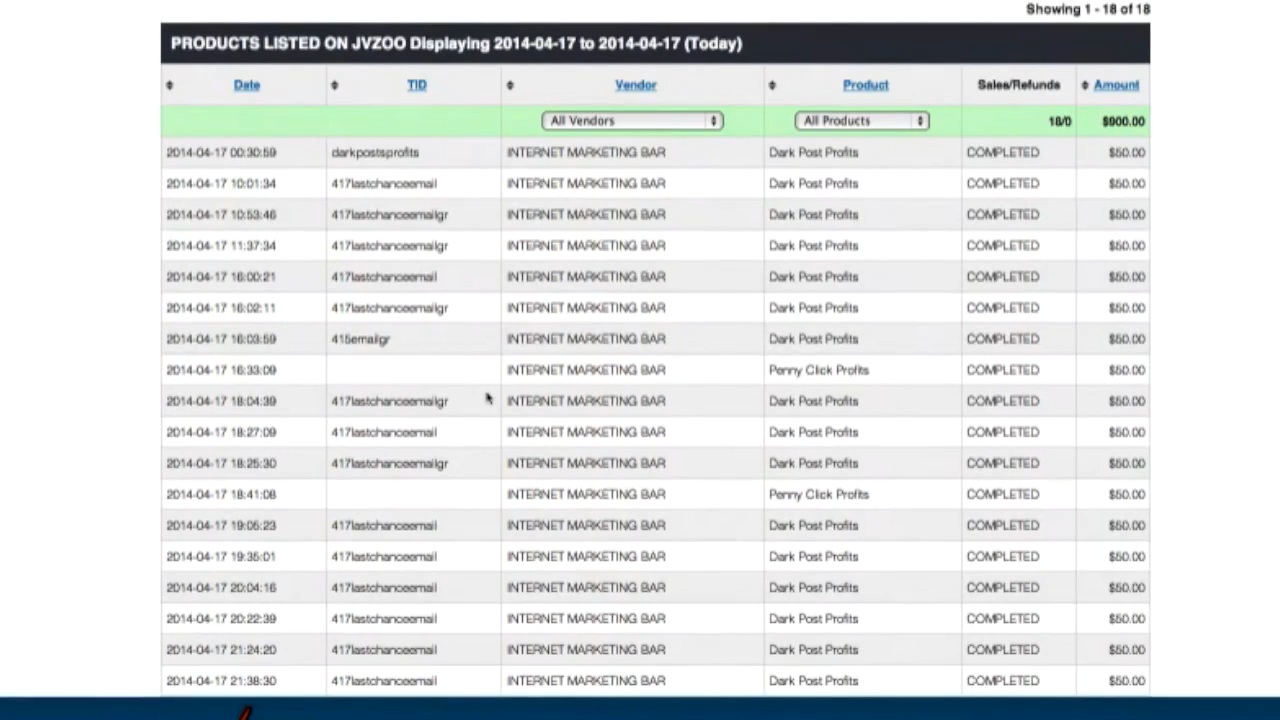 Showing 1 - 18 of 18
PRODUCTS LISTED ON JVZOO Displaying 2014-04-17 to 2014-04-17 (Today)
Date TID Vendor Product Sales/Refunds Amount
All Vendors All Products 18/0 $900.00
2014-04-17 00:30:59 darkpostsprofits INTERNET MARKETING BAR Dark Post Profits COMPLETED $50.00
2014-04-17 10:01:34 417lastchanceemail INTERNET MARKETING BAR Dark Post Profits COMPLETED $50.00
2014-04-17 10:53:46 417lastchanceemailgr INTERNET MARKETING BAR Dark Post Profits COMPLETED $50.00
2014-04-17 11:37:34 417lastchanceemailgr INTERNET MARKETING BAR Dark Post Profits COMPLETED $50.00
2014-04-17 16:00:21 417lastchanceemail INTERNET MARKETING BAR Dark Post Profits COMPLETED $50.00
2014-04-17 16:02:11 417lastchanceemailgr INTERNET MARKETING BAR Dark Post Profits COMPLETED $50.00
2014-04-17 16:03:59 415emailgr INTERNET MARKETING BAR Dark Post Profits COMPLETED $50.00
2014-04-17 16:33:09 INTERNET MARKETING BAR Penny Click Profits COMPLETED $50.00
2014-04-17 18:04:39 417lastchanceemailgr INTERNET MARKETING BAR Dark Post Profits COMPLETED $50.00
2014-04-17 18:27:09 417lastchanceemail INTERNET MARKETING BAR Dark Post Profits COMPLETED $50.00
2014-04-17 18:25:30 417lastchanceemailgr INTERNET MARKETING BAR Dark Post Profits COMPLETED $50.00
2014-04-17 18:41:08 INTERNET MARKETING BAR Penny Click Profits COMPLETED $50.00
2014-04-17 19:05:23 417lastchanceemail INTERNET MARKETING BAR Dark Post Profits COMPLETED $50.00
2014-04-17 19:35:01 417lastchanceemail INTERNET MARKETING BAR Dark Post Profits COMPLETED $50.00
2014-04-17 20:04:16 417lastchanceemail INTERNET MARKETING BAR Dark Post Profits COMPLETED $50.00
2014-04-17 20:22:39 417lastchanceemail INTERNET MARKETING BAR Dark Post Profits COMPLETED $50.00
2014-04-17 21:24:20 417lastchanceemail INTERNET MARKETING BAR Dark Post Profits COMPLETED $50.00
2014-04-17 21:38:30 417lastchanceemail INTERNET MARKETING BAR Dark Post Profits COMPLETED $50.00